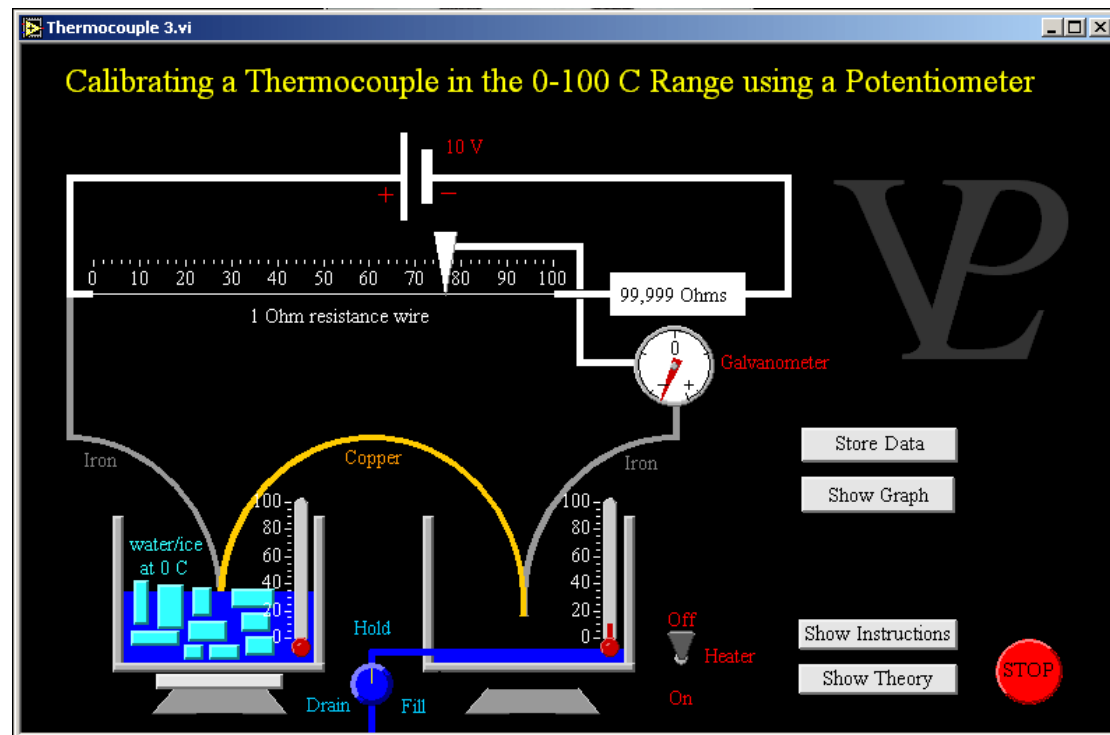 Thermocouple 3.vi
Calibrating a Thermocouple in the 0-100 C Range using a Potentiometer
10 V
+ −
0 10 20 30 40 50 60 70 80 90 100
99,999 Ohms
1 Ohm resistance wire
0
− +
Galvanometer
VPL
Iron
Copper
Iron
Store Data
Show Graph
water/ice
at 0 C
100
80
60
40
20
0
100
80
60
40
20
0
Hold
Drain
Fill
Off
Heater
On
Show Instructions
Show Theory
STOP